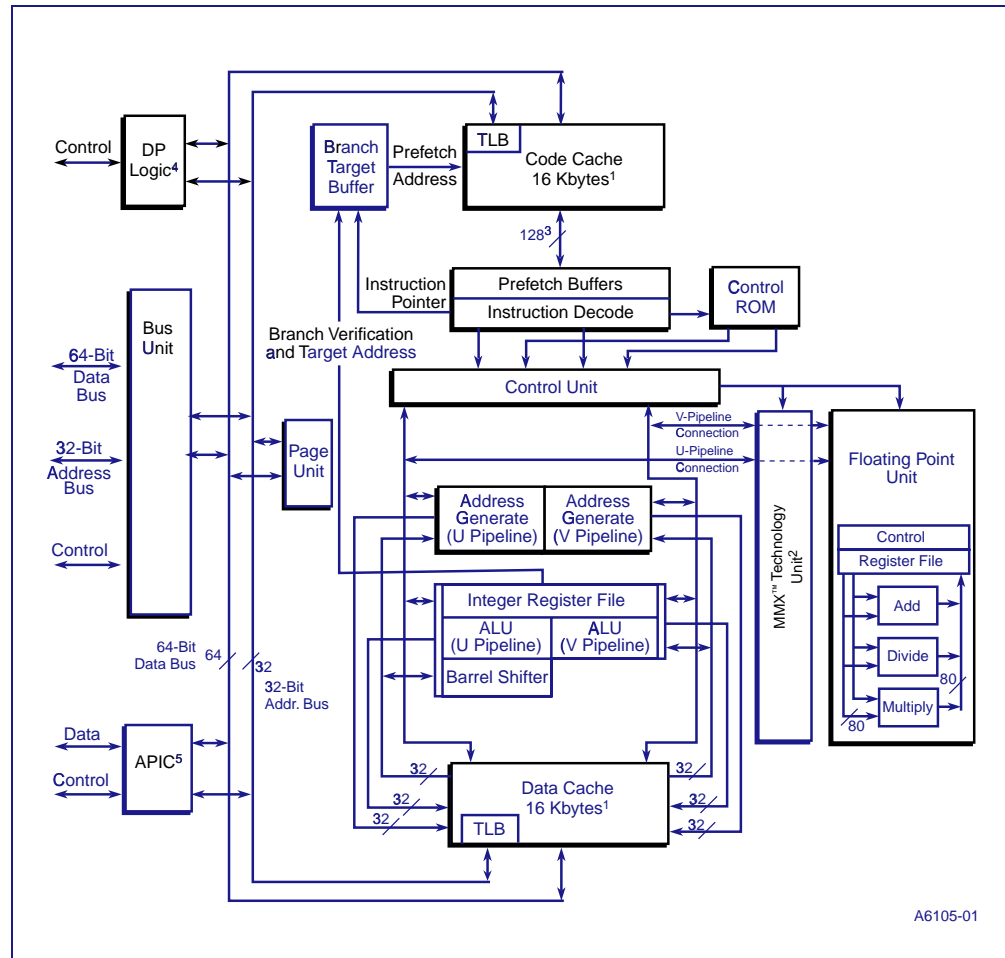 Control
DP
Logic4
Branch
Target
Buffer
Prefetch
Address
TLB
Code Cache
16 Kbytes1
1283
Instruction
Pointer
Prefetch Buffers
Instruction Decode
Control
ROM
Branch Verification
and Target Address
Bus
Unit
64-Bit
Data
Bus
32-Bit
Address
Bus
Control
Page
Unit
Control Unit
V-Pipeline
Connection
U-Pipeline
Connection
MMX™ Technology
Unit2
Floating Point
Unit
Control
Register File
Add
Divide
Multiply
80
80
Address
Generate
(U Pipeline)
Address
Generate
(V Pipeline)
Integer Register File
ALU
(U Pipeline)
ALU
(V Pipeline)
Barrel Shifter
64-Bit
Data Bus
64
32
32-Bit
Addr. Bus
Data
Control
APIC5
32
32
32
Data Cache
16 Kbytes1
TLB
32
32
32
A6105-01